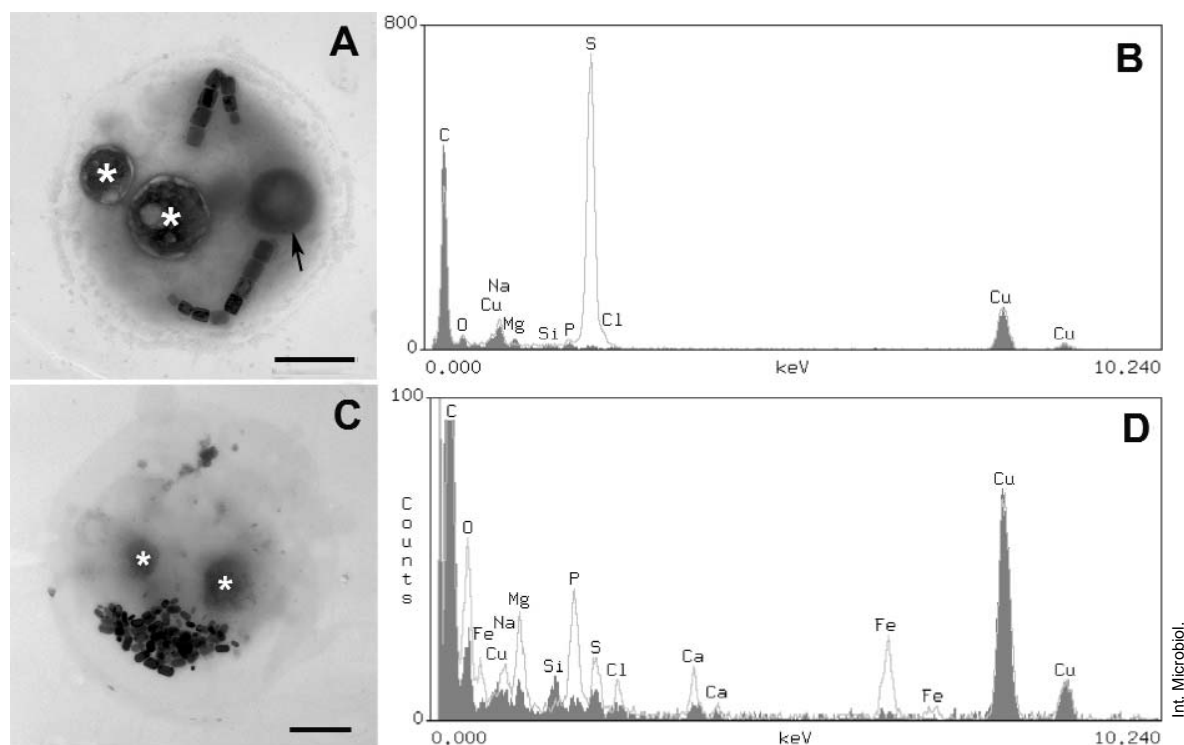 A
*
*
B
800
0
S
C
Na
Cu
O
Mg
Si
P
Cl
Cu
Cu
0.000 keV 10.240
C
*
*
D
100
0
Counts
C
O
Fe
Cu
Na
Mg
Si
P
S
Cl
Ca
Ca
Fe
Fe
Cu
Cu
0.000 keV 10.240
Int. Microbiol.